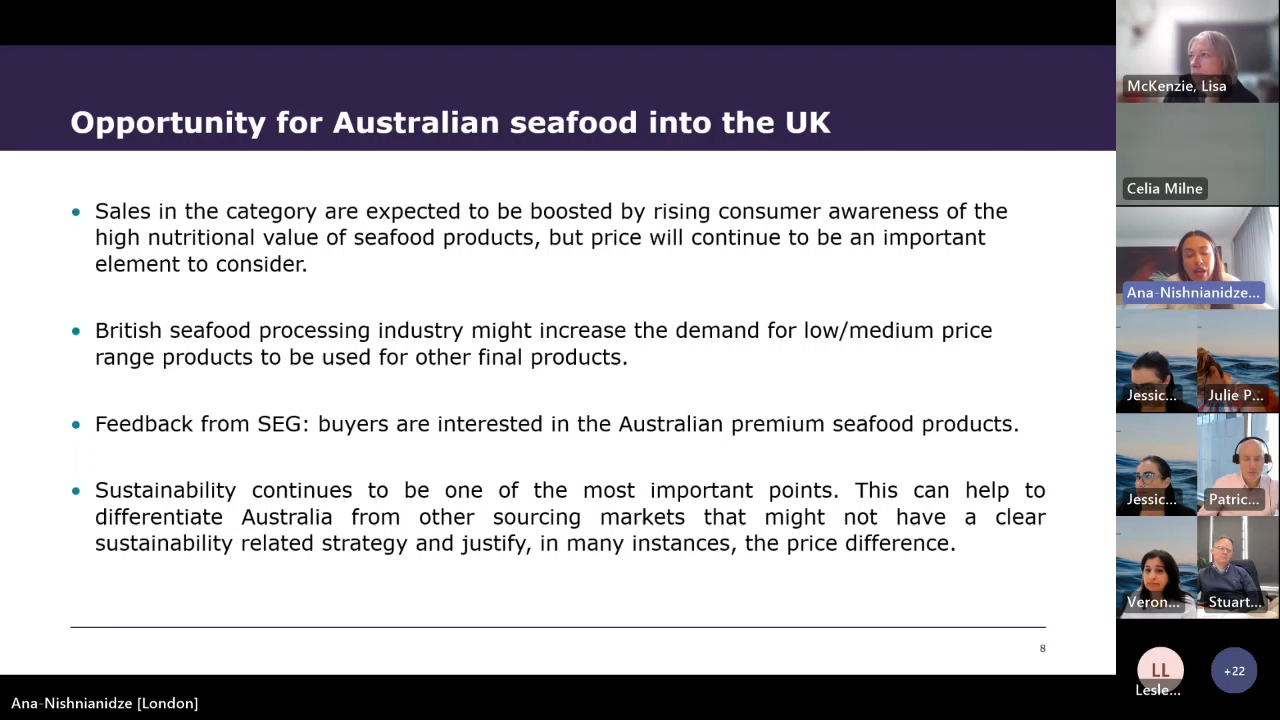 Opportunity for Australian seafood into the UK
• Sales in the category are expected to be boosted by rising consumer awareness of the
high nutritional value of seafood products, but price will continue to be an important
element to consider.
• British seafood processing industry might increase the demand for low/medium price
range products to be used for other final products.
• Feedback from SEG: buyers are interested in the Australian premium seafood products.
• Sustainability continues to be one of the most important points. This can help to
differentiate Australia from other sourcing markets that might not have a clear
sustainability related strategy and justify, in many instances, the price difference.
8
Ana-Nishnianidze [London]
McKenzie, Lisa
Celia Milne
Ana-Nishnianidze...
Jessic...
Julie P...
Jessic...
Patric...
Veron...
Stuart...
LL
Lesle...
+22